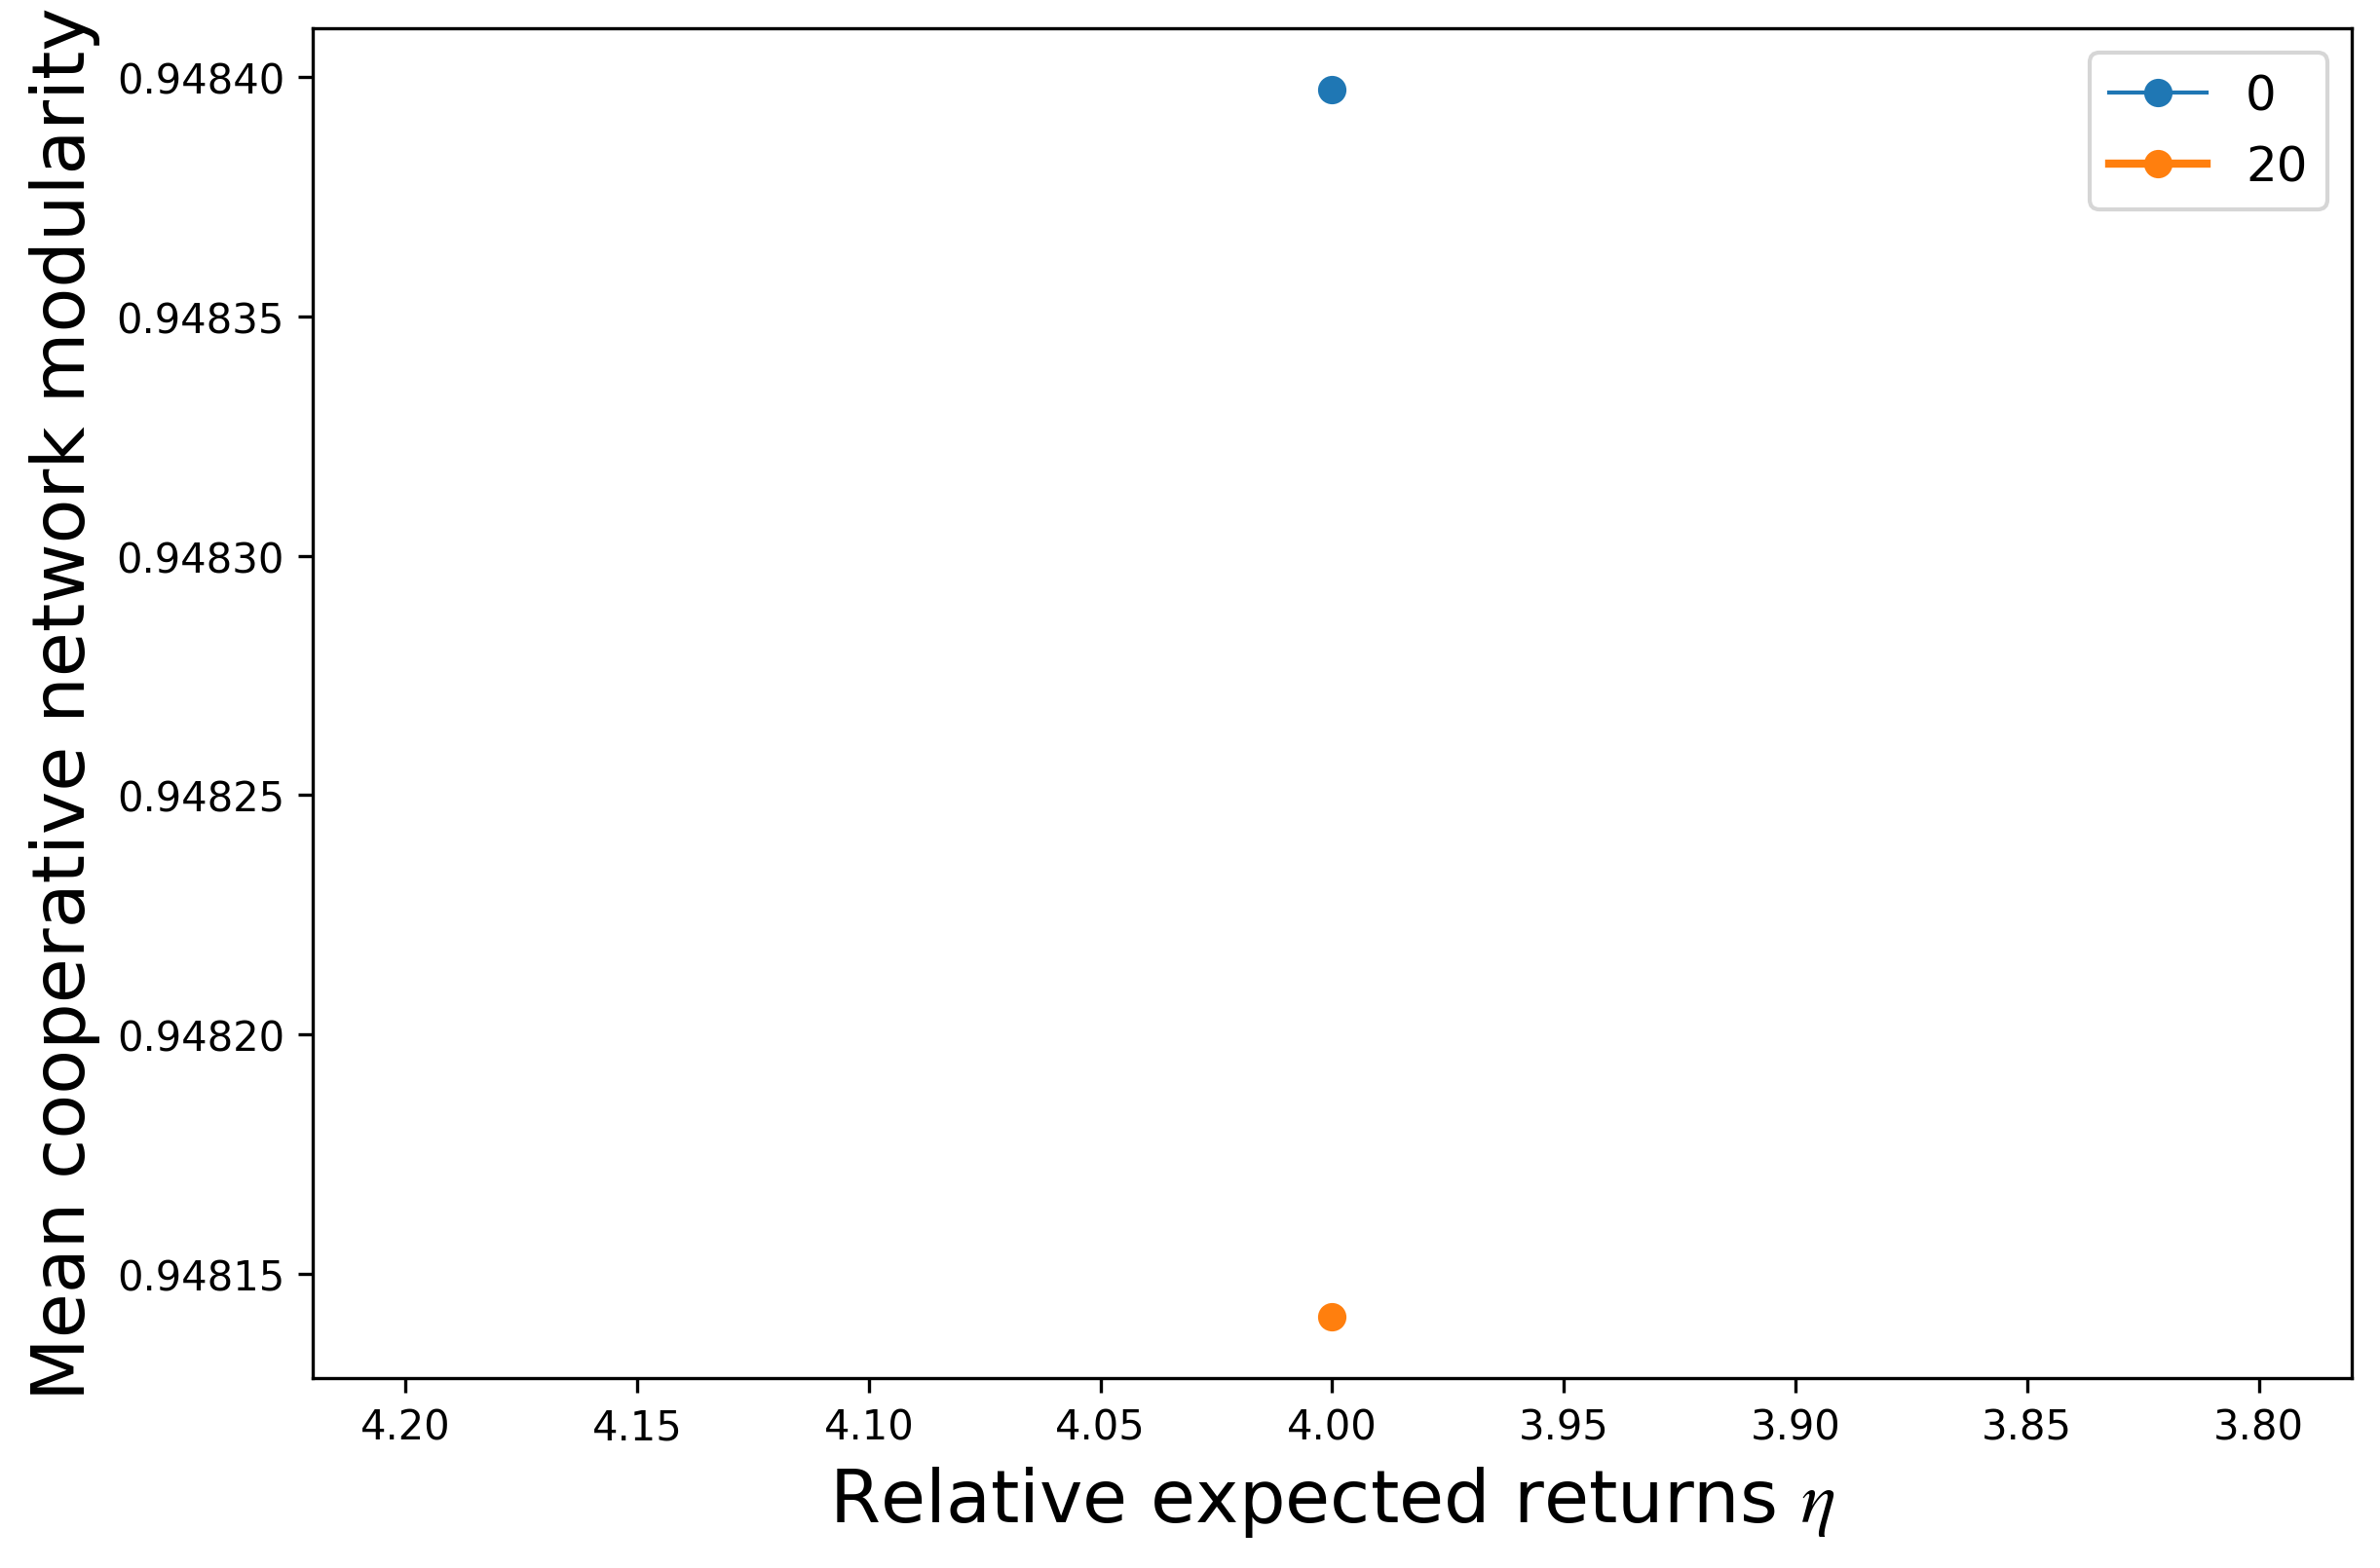 Mean cooperative network modularity
0.94840
0.94835
0.94830
0.94825
0.94820
0.94815
0
20
4.20 4.15 4.10 4.05 4.00 3.95 3.90 3.85 3.80
Relative expected returns η